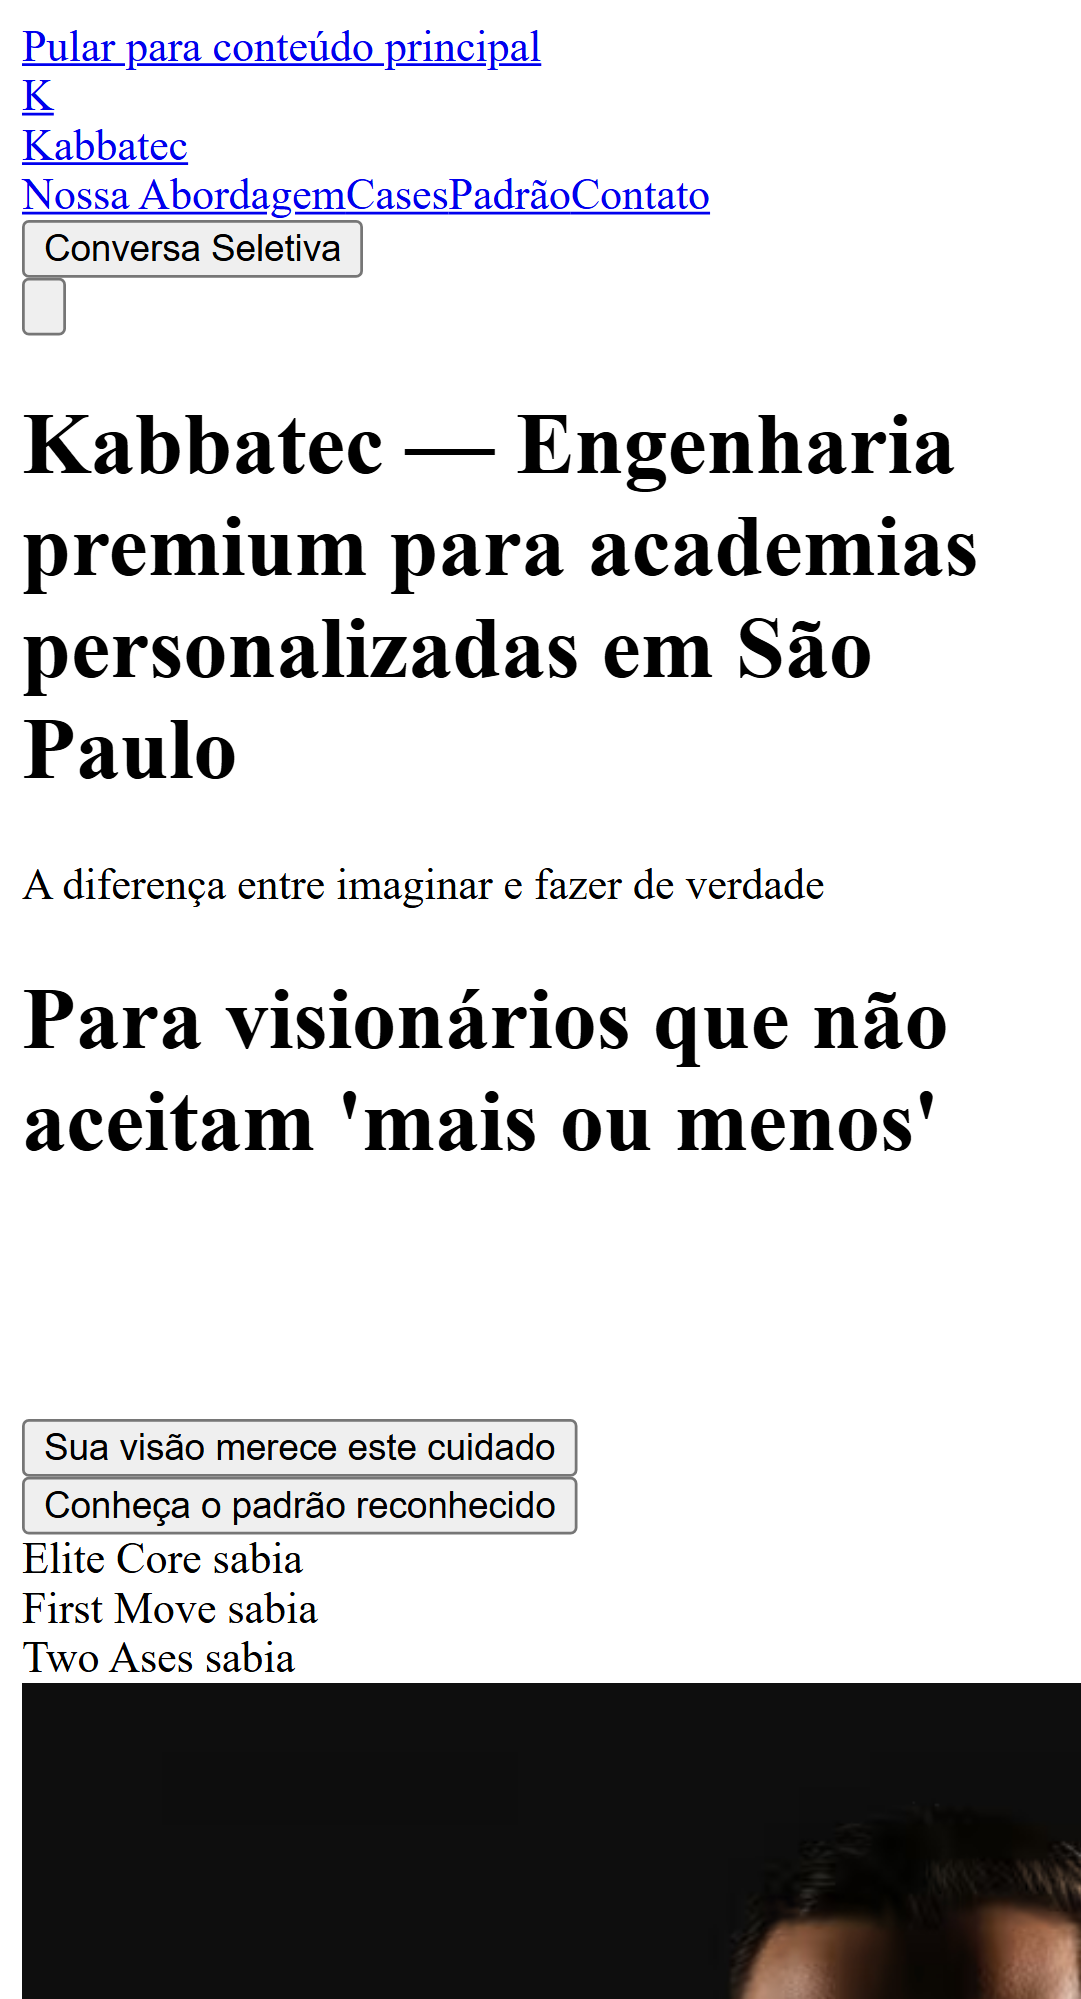 Pular para conteúdo principal
K
Kabbatec
Nossa AbordagemCasesPadrãoContato
Conversa Seletiva
Kabbatec — Engenharia
premium para academias
personalizadas em São
Paulo
A diferença entre imaginar e fazer de verdade
Para visionários que não
aceitam 'mais ou menos'
Sua visão merece este cuidado
Conheça o padrão reconhecido
Elite Core sabia
First Move sabia
Two Ases sabia